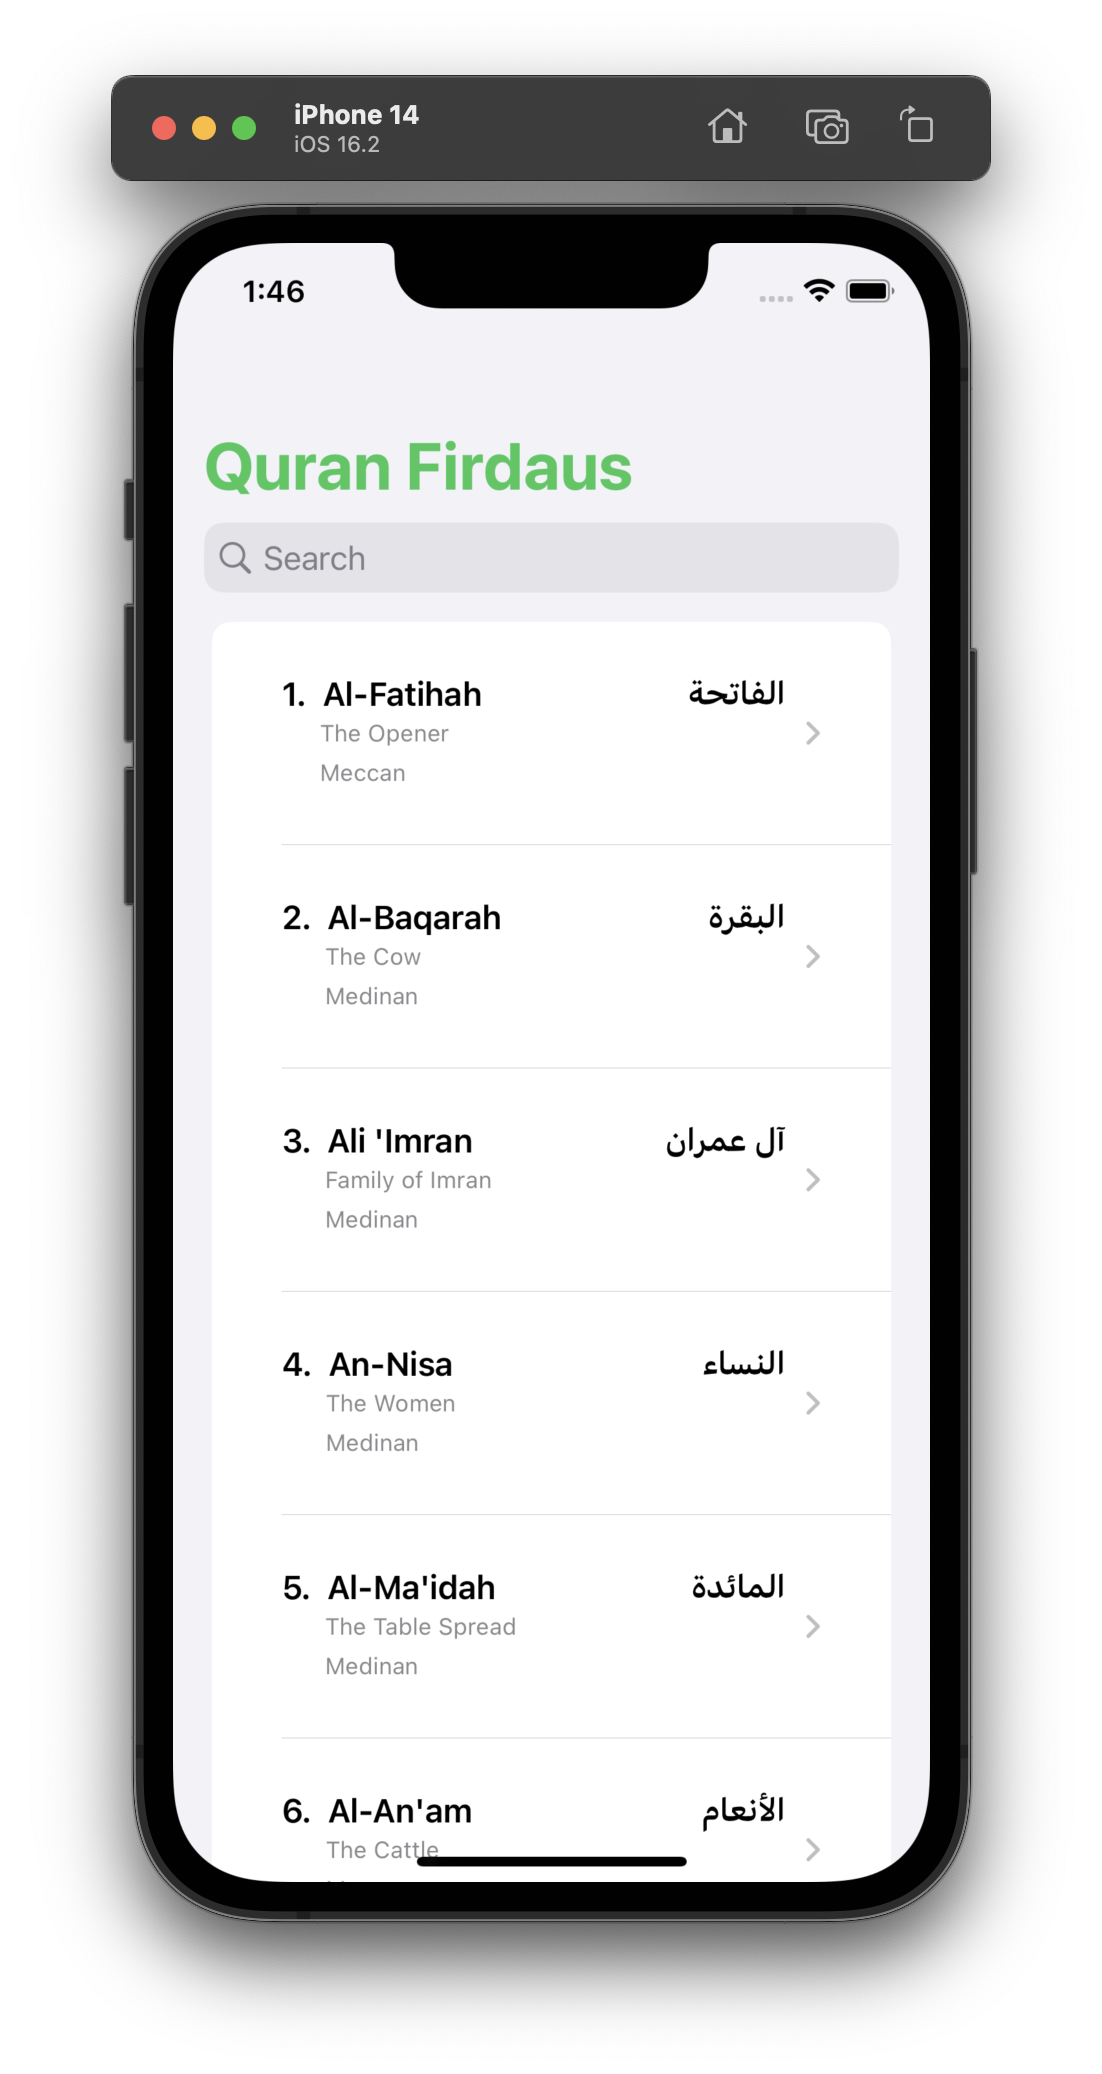 iPhone 14
iOS 16.2
1:46
Quran Firdaus
Search
1. Al-Fatihah الفاتحة
The Opener
Meccan
2. Al-Baqarah البقرة
The Cow
Medinan
3. Ali 'Imran آل عمران
Family of Imran
Medinan
4. An-Nisa النساء
The Women
Medinan
5. Al-Ma'idah المائدة
The Table Spread
Medinan
6. Al-An'am الأنعام
The Cattle